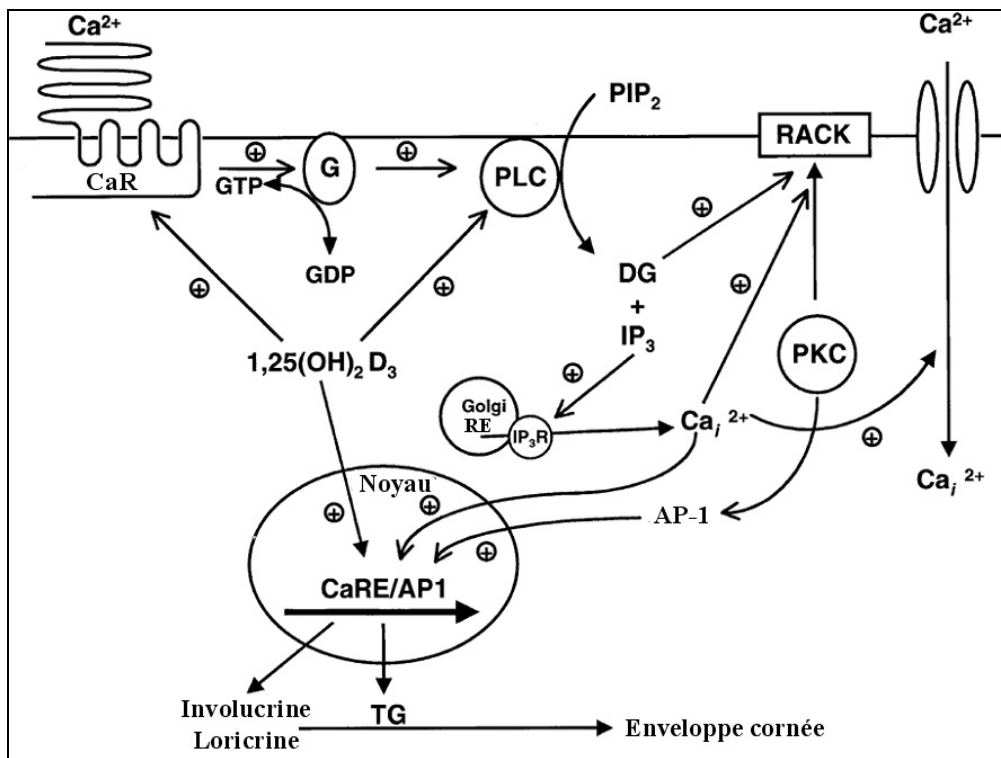 Ca²⁺
Ca²⁺
PIP₂
RACK
CaR
⊕
GTP
G
⊕
PLC
GDP
⊕
⊕
⊕
DG
+
IP₃
⊕
1,25(OH)₂ D₃
⊕
PKC
Golgi
RE
IP₃R
Caᵢ ²⁺
⊕
Caᵢ ²⁺
Noyau
⊕
⊕
AP-1
⊕
CaRE/AP1
Involucrine
Loricrine
TG
Enveloppe cornée